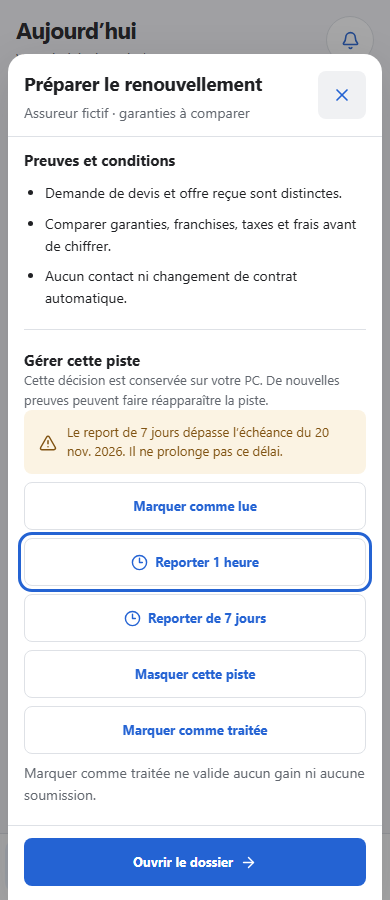 Aujourd’hui
Préparer le renouvellement
Assureur fictif · garanties à comparer
Preuves et conditions
• Demande de devis et offre reçue sont distinctes.
• Comparer garanties, franchises, taxes et frais avant
de chiffrer.
• Aucun contact ni changement de contrat
automatique.
Gérer cette piste
Cette décision est conservée sur votre PC. De nouvelles
preuves peuvent faire réapparaître la piste.
Le report de 7 jours dépasse l’échéance du 20
nov. 2026. Il ne prolonge pas ce délai.
Marquer comme lue
Reporter 1 heure
Reporter de 7 jours
Masquer cette piste
Marquer comme traitée
Marquer comme traitée ne valide aucun gain ni aucune
soumission.
Ouvrir le dossier →